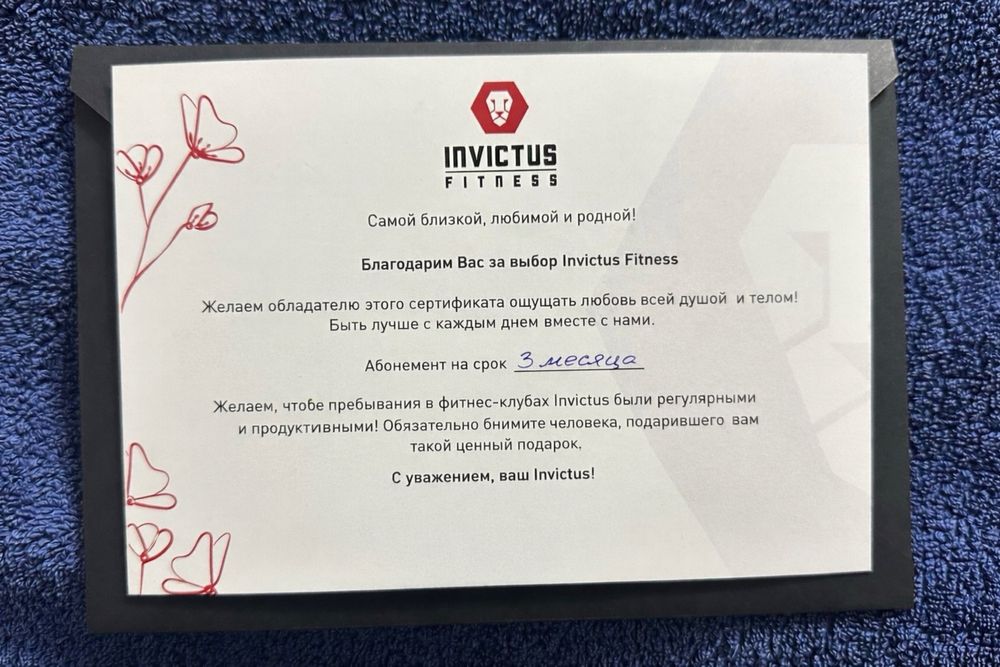 INVICTUS
FITNESS
Самой близкой, любимой и родной!
Благодарим Вас за выбор Invictus Fitness
Желаем обладателю этого сертификата ощущать любовь всей душой и телом!
Быть лучше с каждым днем вместе с нами.
Абонемент на срок 3 месяца
Желаем, чтобе пребывания в фитнес-клубах Invictus были регулярными
и продуктивными! Обязательно бнимите человека, подарившего вам
такой ценный подарок.
С уважением, ваш Invictus!